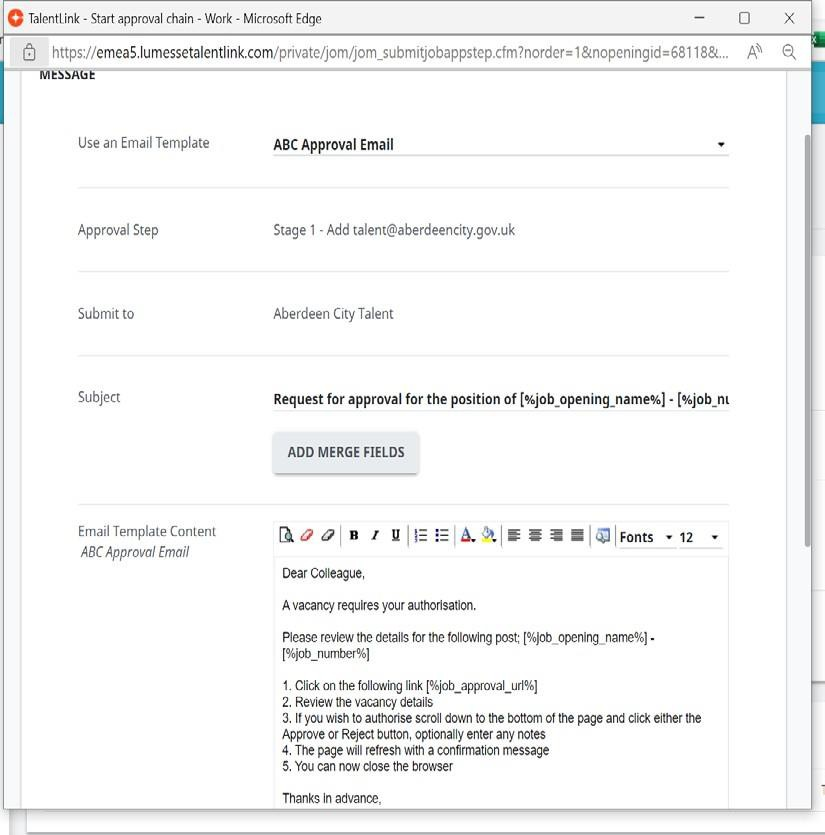 TalentLink - Start approval chain - Work - Microsoft Edge
https://emea5.lumessetalentlink.com/private/jom/jom_submitjobappstep.cfm?norder=1&nopeningid=68118&...
MESSAGE
Use an Email Template ABC Approval Email
Approval Step Stage 1 - Add talent@aberdeencity.gov.uk
Submit to Aberdeen City Talent
Subject Request for approval for the position of [%job_opening_name%] - [%job_nu
ADD MERGE FIELDS
Email Template Content
ABC Approval Email
B I U A Fonts 12
Dear Colleague,
A vacancy requires your authorisation.
Please review the details for the following post; [%job_opening_name%] -
[%job_number%]
1. Click on the following link [%job_approval_url%]
2. Review the vacancy details
3. If you wish to authorise scroll down to the bottom of the page and click either the
Approve or Reject button, optionally enter any notes
4. The page will refresh with a confirmation message
5. You can now close the browser
Thanks in advance,